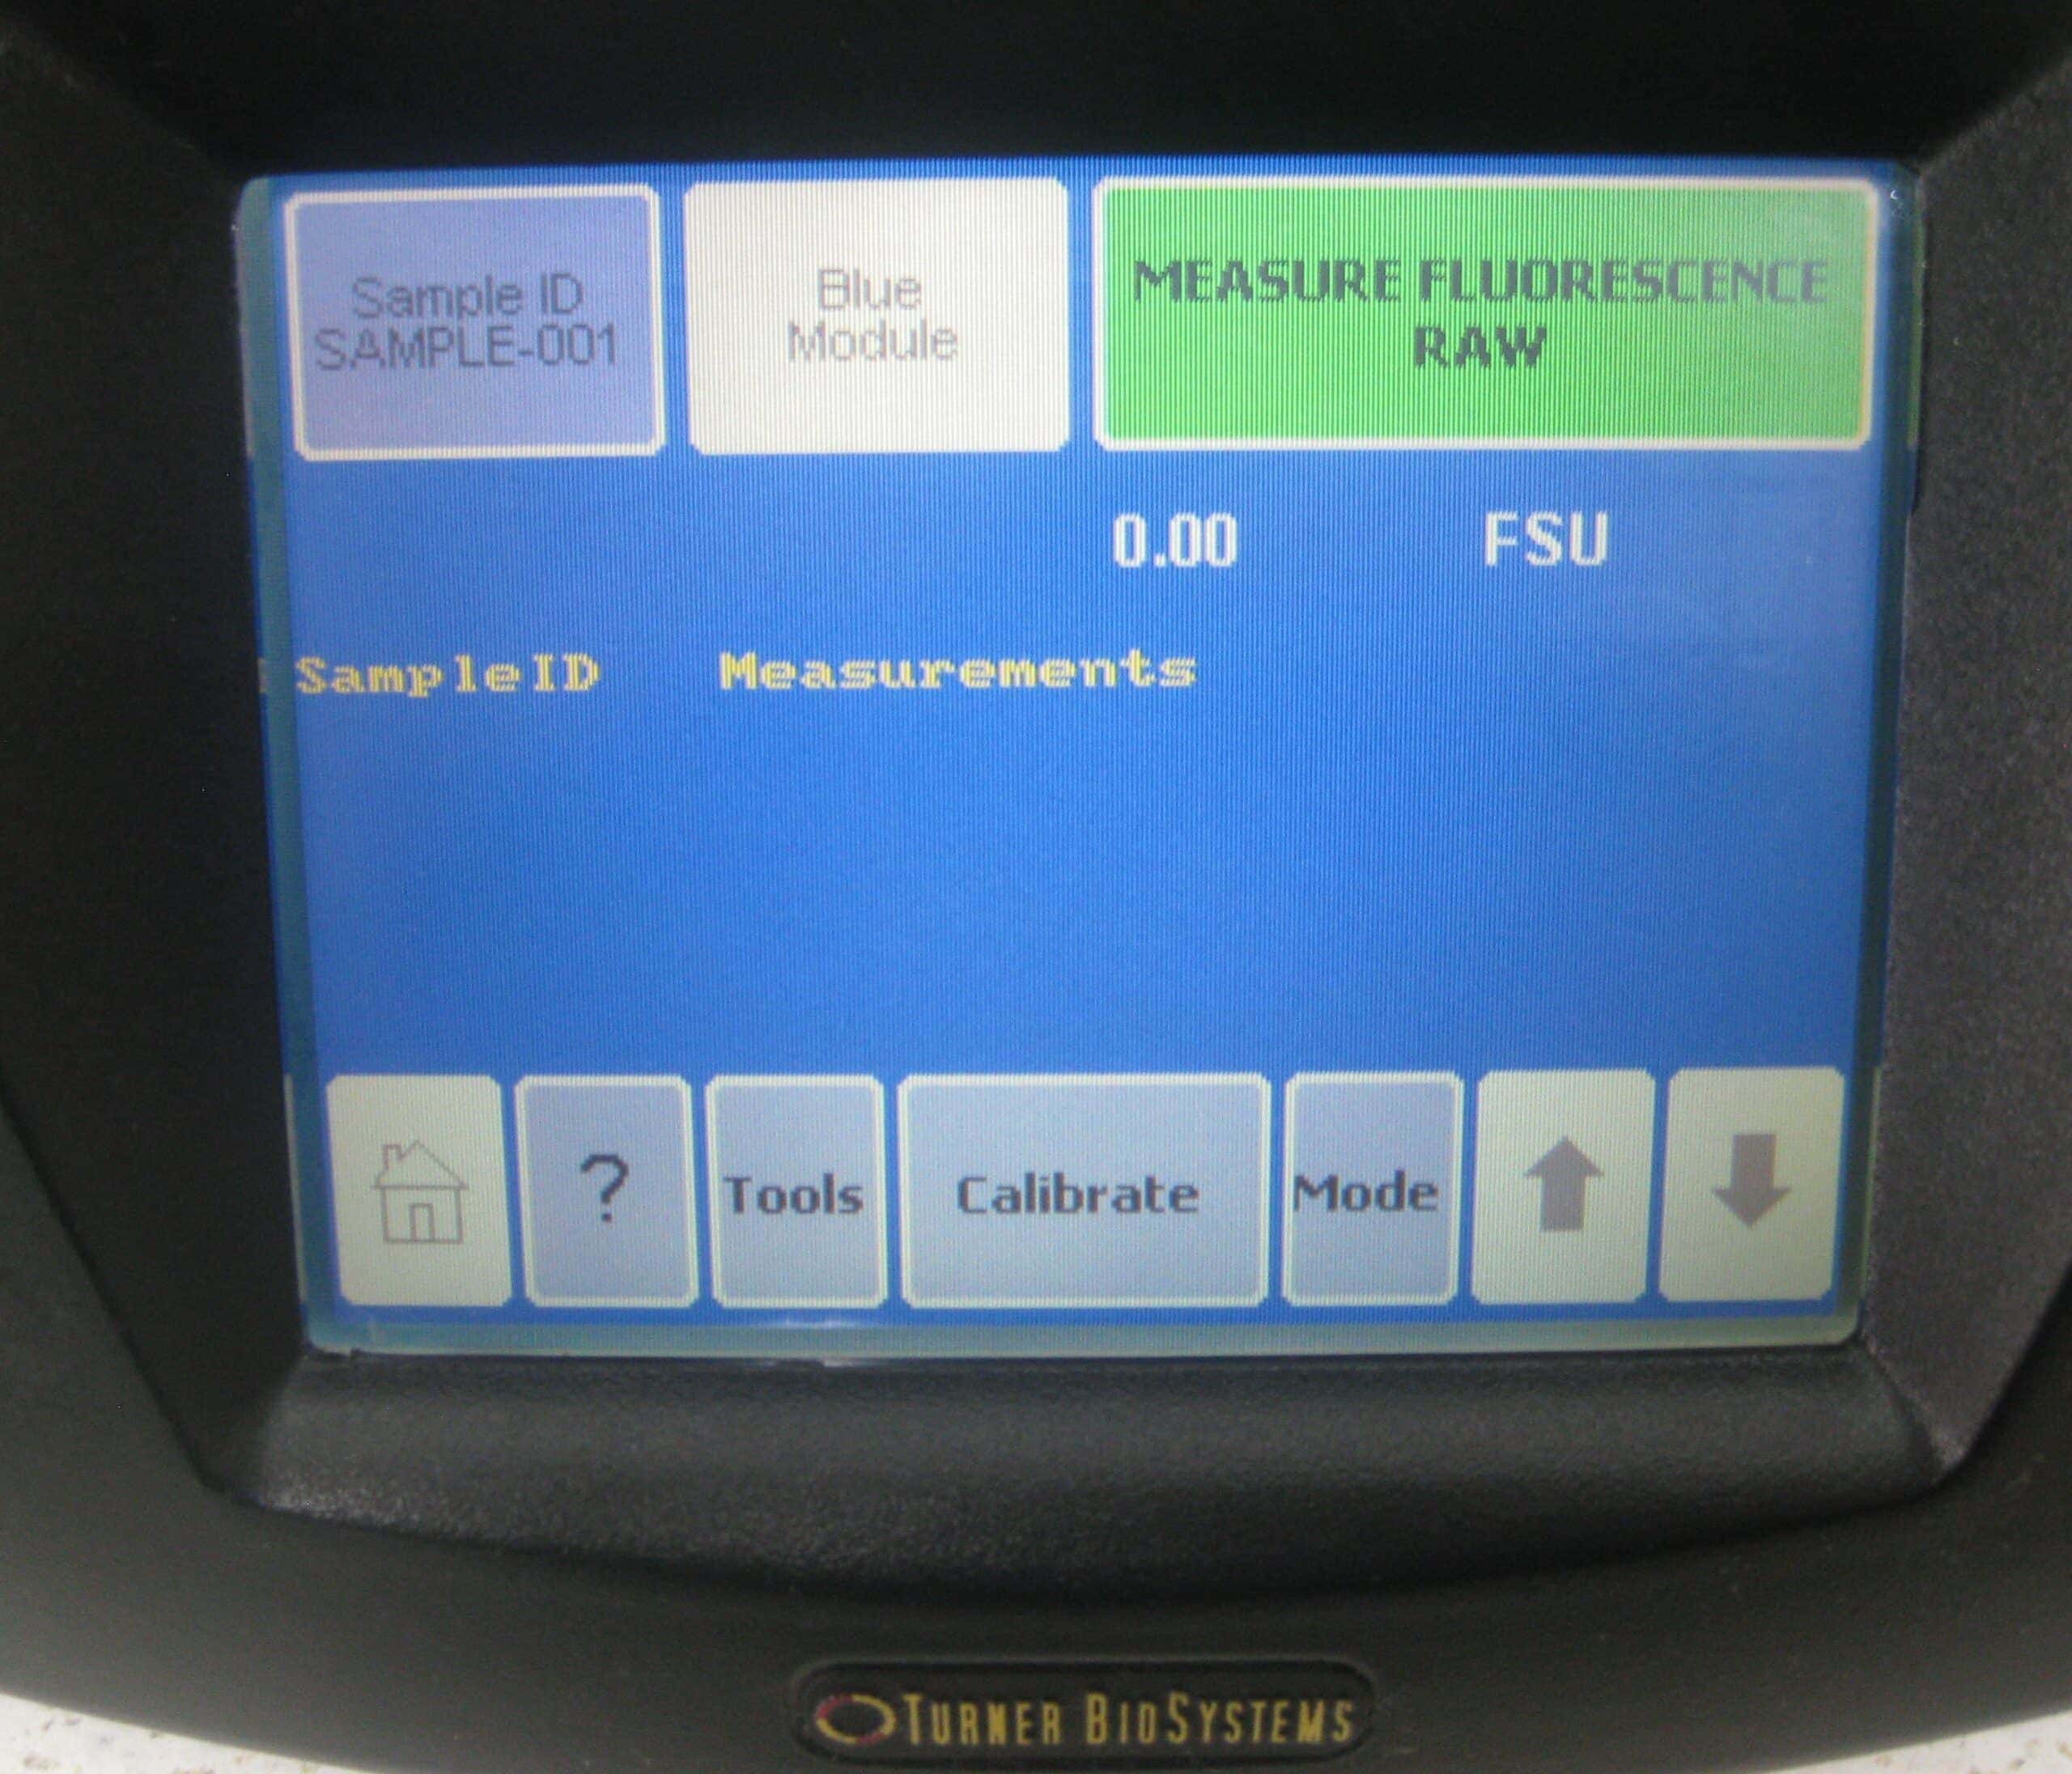 Sample ID
SAMPLE-001
Blue
Module
MEASURE FLUORESCENCE
RAW
0.00 FSU
SampleID Measurements
? Tools Calibrate Mode
TURNER BIOSYSTEMS